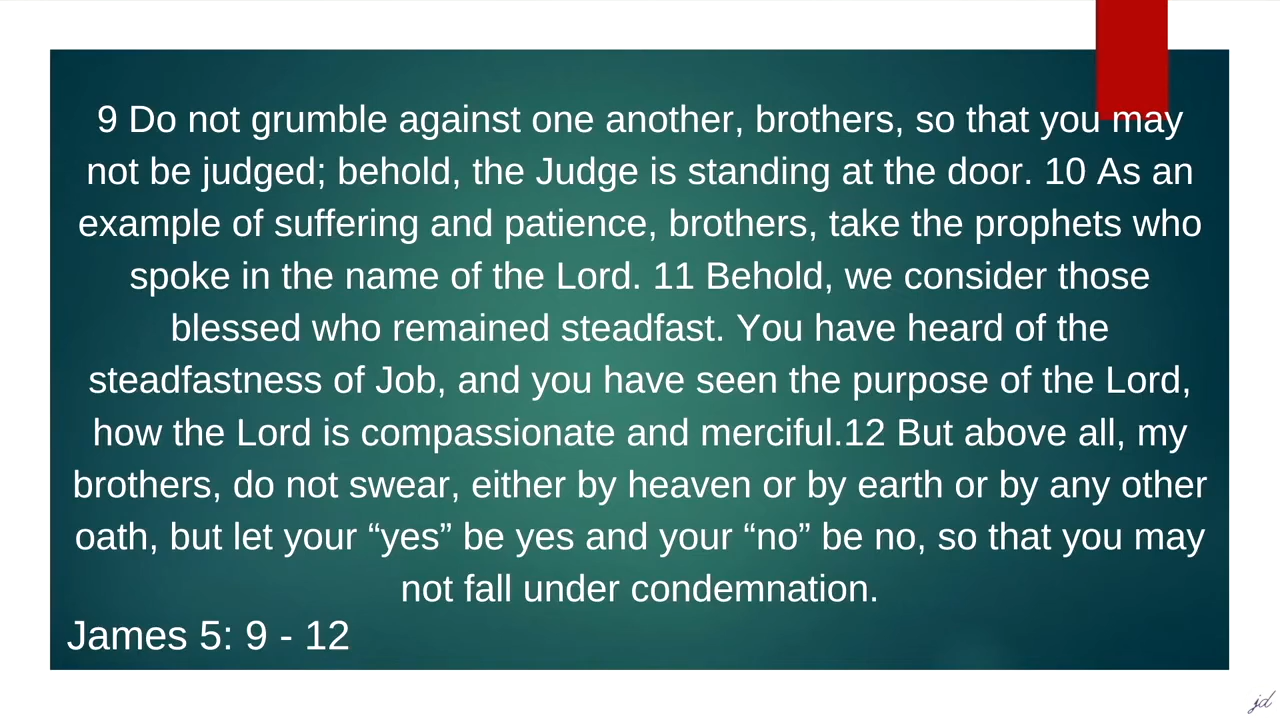 9 Do not grumble against one another, brothers, so that you may
not be judged; behold, the Judge is standing at the door. 10 As an
example of suffering and patience, brothers, take the prophets who
spoke in the name of the Lord. 11 Behold, we consider those
blessed who remained steadfast. You have heard of the
steadfastness of Job, and you have seen the purpose of the Lord,
how the Lord is compassionate and merciful.12 But above all, my
brothers, do not swear, either by heaven or by earth or by any other
oath, but let your “yes” be yes and your “no” be no, so that you may
not fall under condemnation.
James 5: 9 - 12
jd